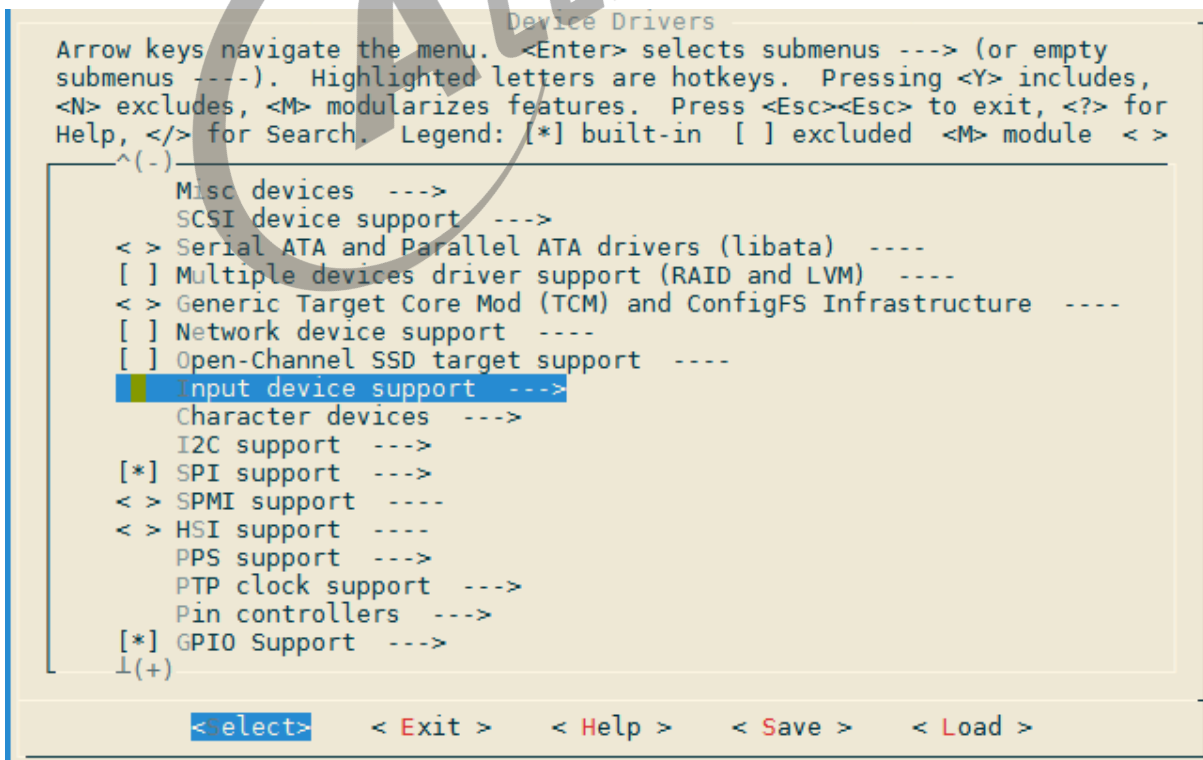 Device Drivers
Arrow keys navigate the menu.  <Enter> selects submenus ---> (or empty
submenus ----).  Highlighted letters are hotkeys.  Pressing <Y> includes,
<N> excludes, <M> modularizes features.  Press <Esc><Esc> to exit, <?> for
Help, </> for Search.  Legend: [*] built-in  [ ] excluded  <M> module  < >
^(-)
Misc devices  --->
SCSI device support  --->
< > Serial ATA and Parallel ATA drivers (libata)  ----
[ ] Multiple devices driver support (RAID and LVM)  ----
< > Generic Target Core Mod (TCM) and ConfigFS Infrastructure  ----
[ ] Network device support  ----
[ ] Open-Channel SSD target support  ----
Input device support  --->
Character devices  --->
I2C support  --->
[*] SPI support  --->
< > SPMI support  ----
< > HSI support  ----
PPS support  --->
PTP clock support  --->
Pin controllers  --->
[*] GPIO Support  --->
┴(+)
<Select>    < Exit >    < Help >    < Save >    < Load >